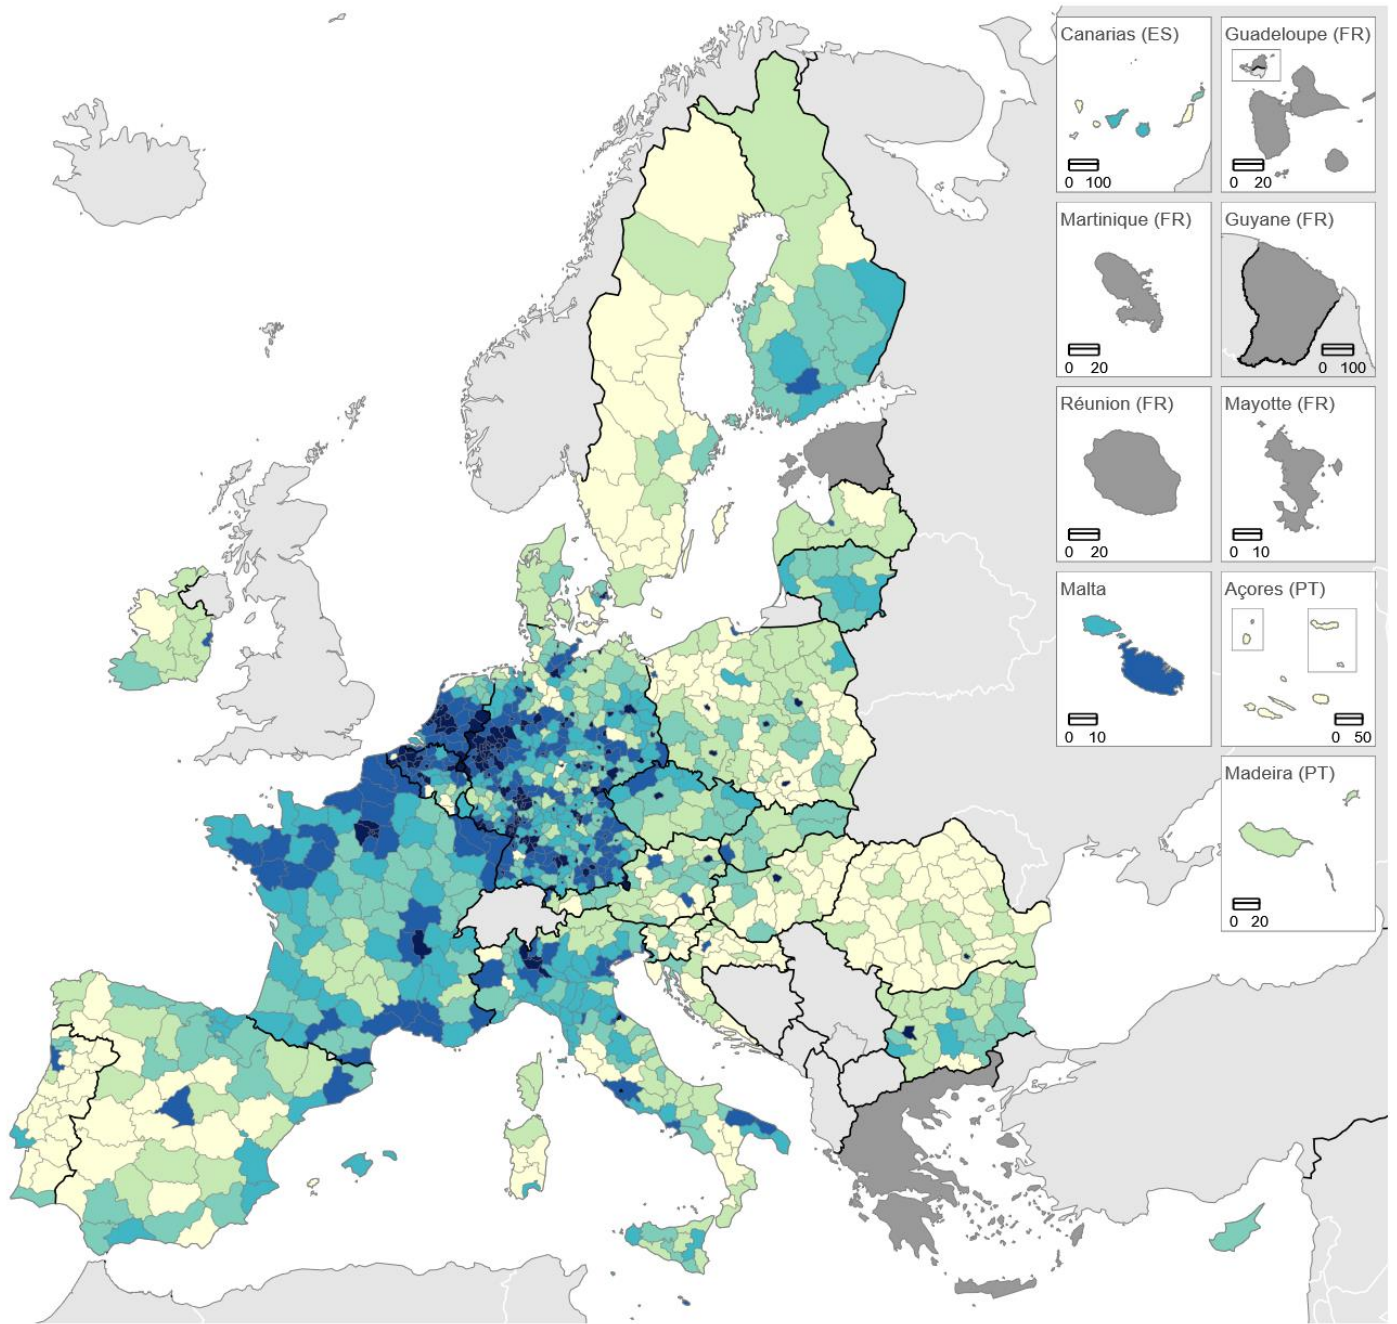 Canarias (ES)
0 100
Guadeloupe (FR)
0 20
Martinique (FR)
0 20
Guyane (FR)
0 100
Réunion (FR)
0 20
Mayotte (FR)
0 10
Malta
0 10
Açores (PT)
0 50
Madeira (PT)
0 20